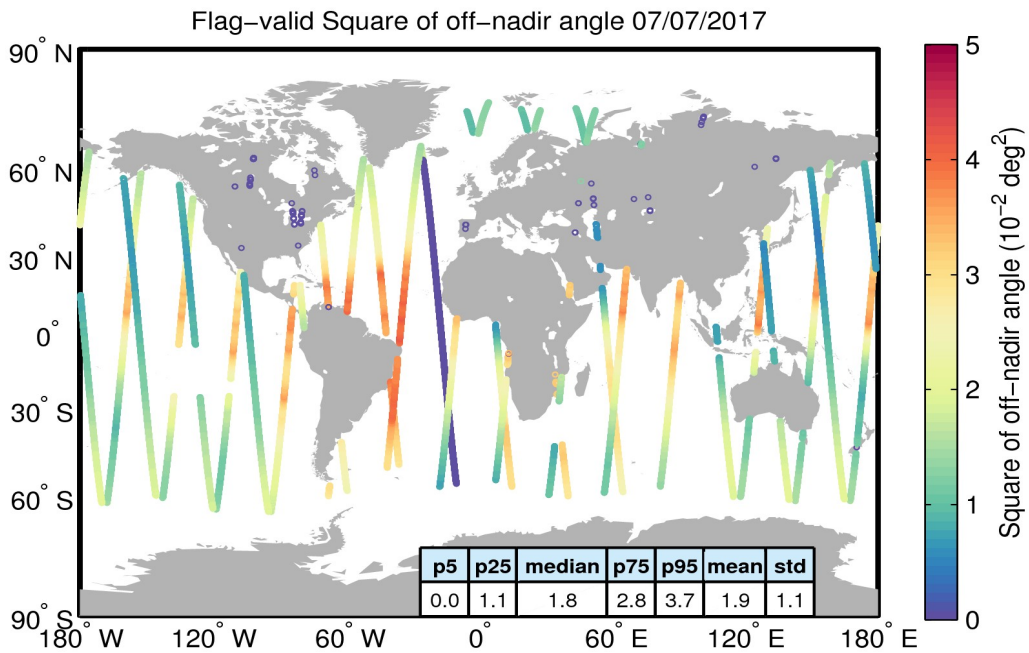 Flag−valid Square of off−nadir angle 07/07/2017
90° N
60° N
30° N
0°
30° S
60° S
90° S
180° W
120° W
60° W
0°
60° E
120° E
180° E
p5 p25 median p75 p95 mean std
0.0 1.1 1.8 2.8 3.7 1.9 1.1
5
4
3
2
1
0
Square of off−nadir angle (10⁻² deg²)